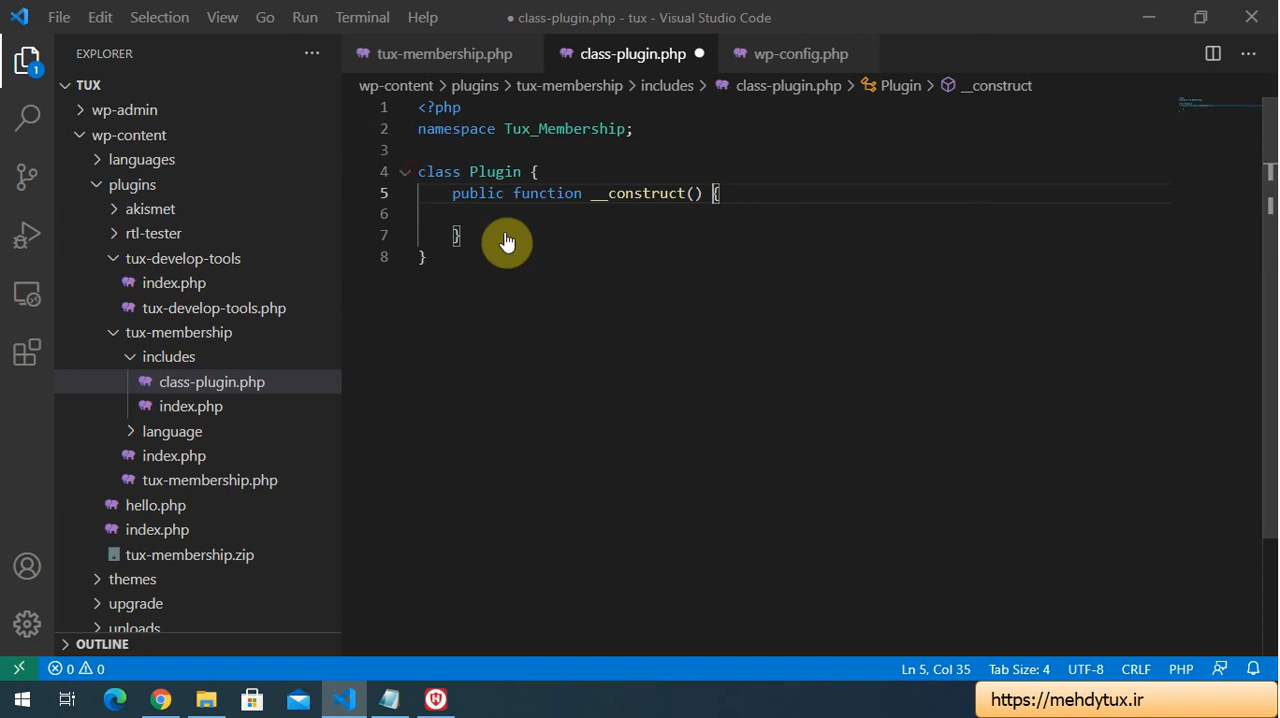 File Edit Selection View Go Run Terminal Help
● class-plugin.php - tux - Visual Studio Code
EXPLORER
1
TUX
wp-admin
wp-content
languages
plugins
akismet
rtl-tester
tux-develop-tools
index.php
tux-develop-tools.php
tux-membership
includes
class-plugin.php
index.php
language
index.php
tux-membership.php
hello.php
index.php
tux-membership.zip
themes
upgrade
uploads
OUTLINE
tux-membership.php class-plugin.php ● wp-config.php
wp-content > plugins > tux-membership > includes > class-plugin.php > Plugin > __construct
1 <?php
2 namespace Tux_Membership;
3
4 class Plugin {
5 public function __construct() {
6
7 }
8 }
0 0 Ln 5, Col 35 Tab Size: 4 UTF-8 CRLF PHP
https://mehdytux.ir